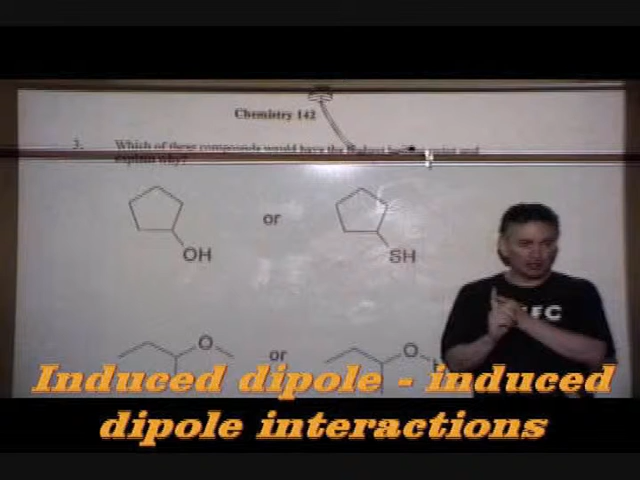 Chemistry 142
3. Which of these compounds would have the highest boiling point and
explain why?
or
OH
SH
O
or
O
FC
Induced dipole - induced
dipole interactions